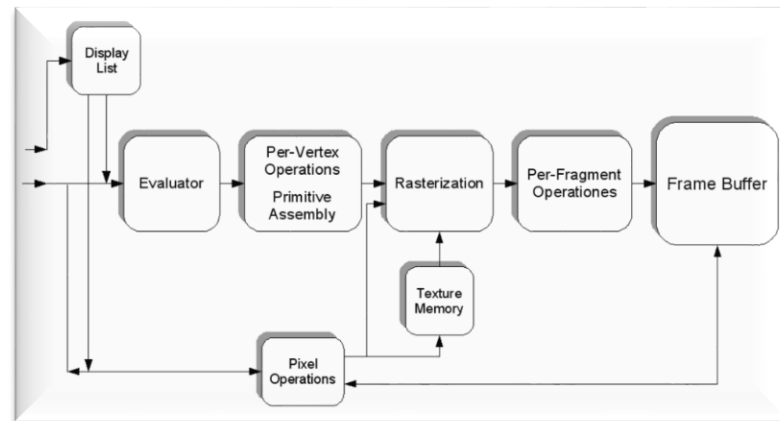 Display
List
Evaluator
Per-Vertex
Operations
Primitive
Assembly
Rasterization
Per-Fragment
Operationes
Frame Buffer
Texture
Memory
Pixel
Operations